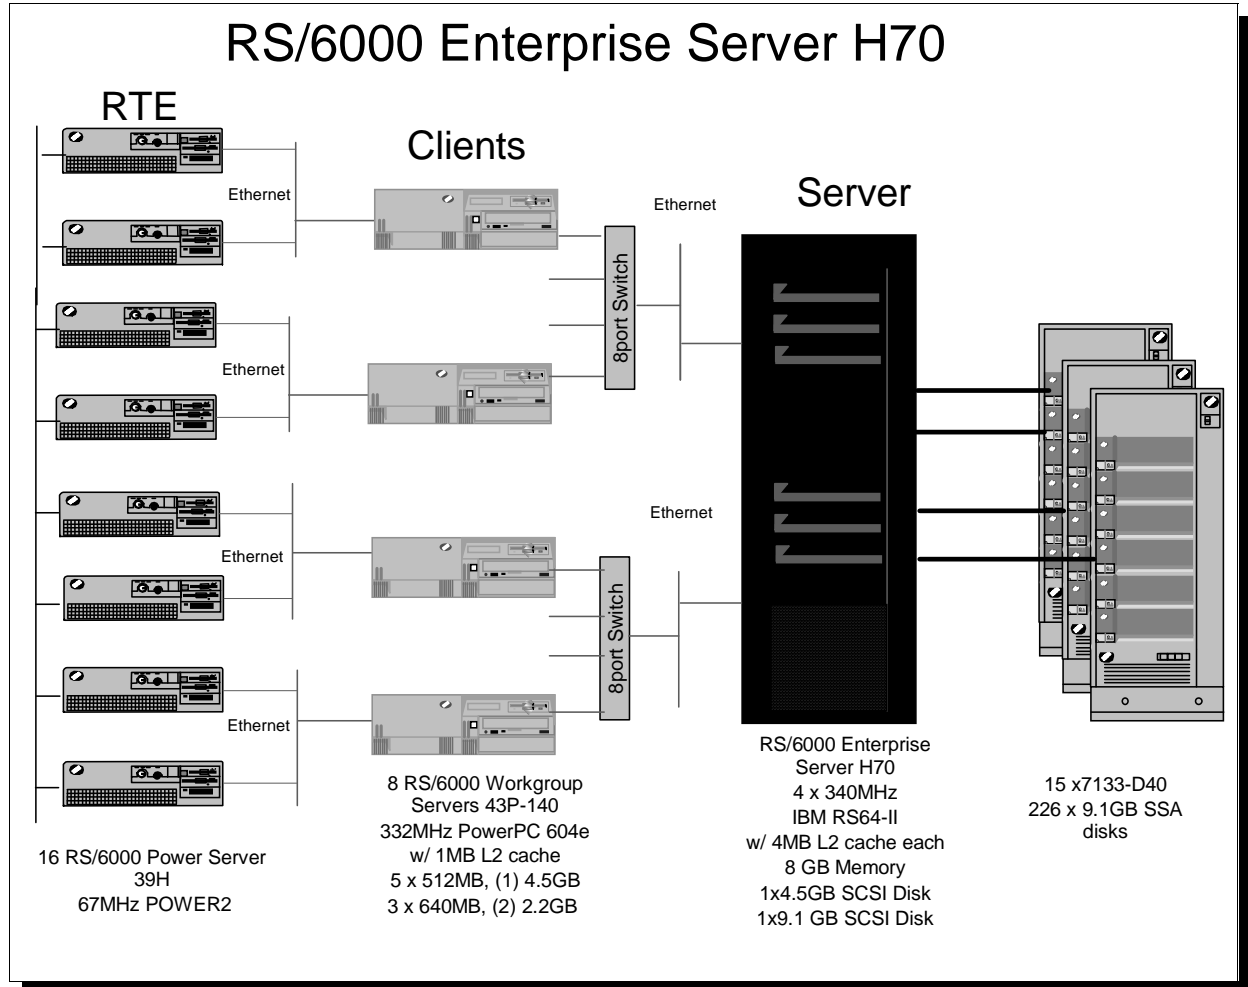 RS/6000 Enterprise Server H70
RTE
Clients
Server
Ethernet
Ethernet
8port Switch
Ethernet
Ethernet
Ethernet
8port Switch
Ethernet
16 RS/6000 Power Server
39H
67MHz POWER2
8 RS/6000 Workgroup
Servers 43P-140
332MHz PowerPC 604e
w/ 1MB L2 cache
5 x 512MB, (1) 4.5GB
3 x 640MB, (2) 2.2GB
RS/6000 Enterprise
Server H70
4 x 340MHz
IBM RS64-II
w/ 4MB L2 cache each
8 GB Memory
1x4.5GB SCSI Disk
1x9.1 GB SCSI Disk
15 x7133-D40
226 x 9.1GB SSA
disks